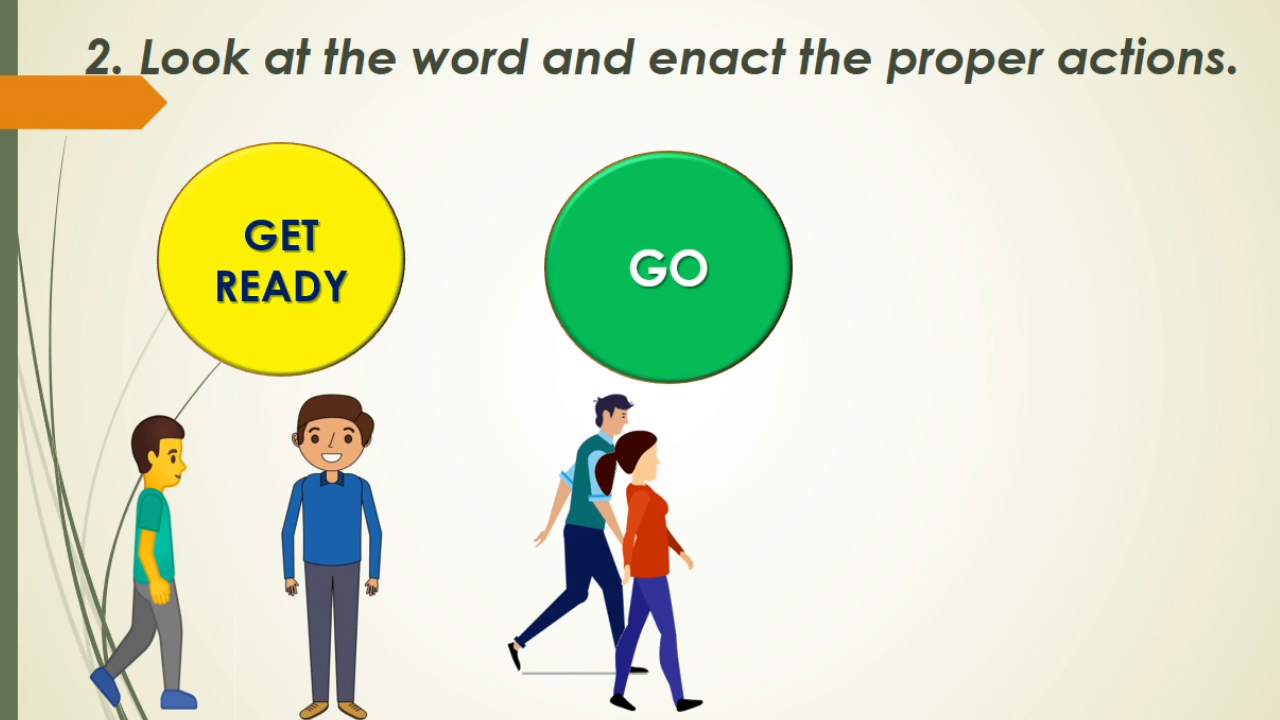 2. Look at the word and enact the proper actions.
GET
READY
GO